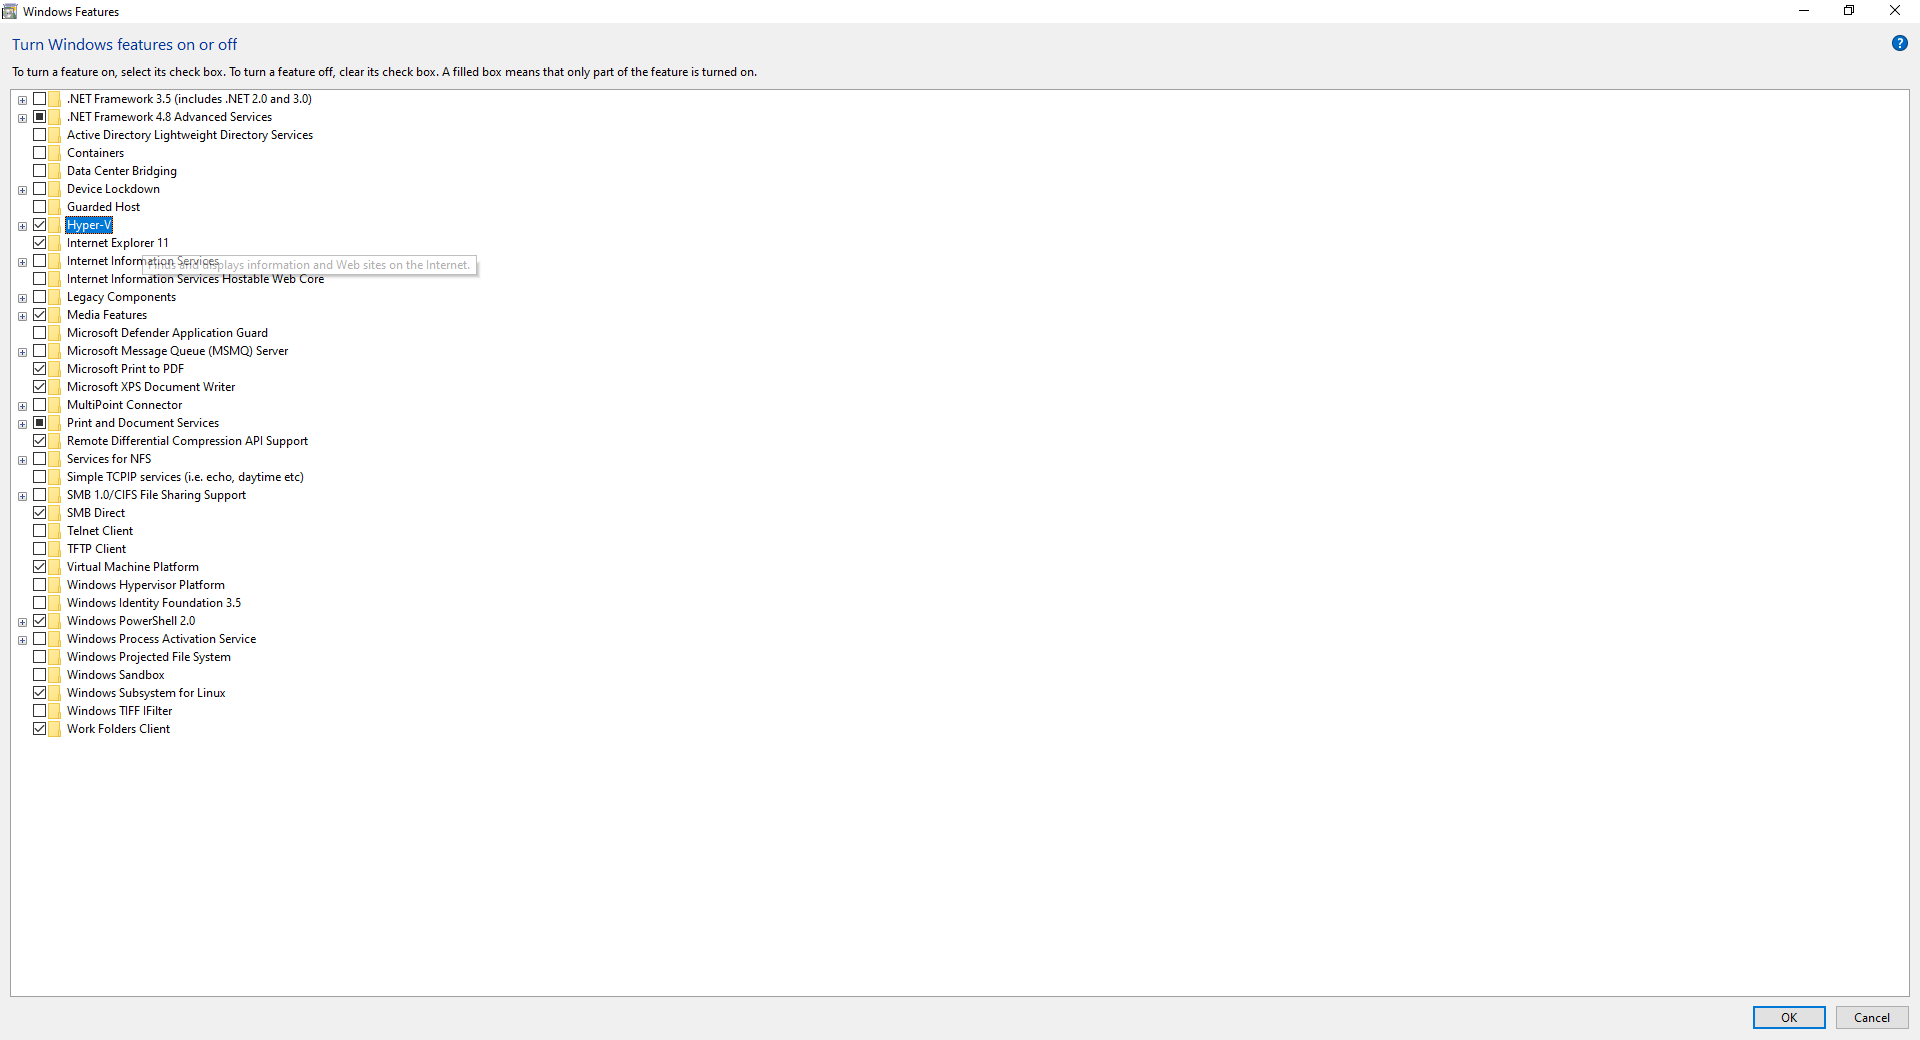 Windows Features
Turn Windows features on or off
To turn a feature on, select its check box. To turn a feature off, clear its check box. A filled box means that only part of the feature is turned on.
.NET Framework 3.5 (includes .NET 2.0 and 3.0)
.NET Framework 4.8 Advanced Services
Active Directory Lightweight Directory Services
Containers
Data Center Bridging
Device Lockdown
Guarded Host
Hyper-V
Internet Explorer 11
Internet Information Services
Finds and displays information and Web sites on the Internet.
Internet Information Services Hostable Web Core
Legacy Components
Media Features
Microsoft Defender Application Guard
Microsoft Message Queue (MSMQ) Server
Microsoft Print to PDF
Microsoft XPS Document Writer
MultiPoint Connector
Print and Document Services
Remote Differential Compression API Support
Services for NFS
Simple TCPIP services (i.e. echo, daytime etc)
SMB 1.0/CIFS File Sharing Support
SMB Direct
Telnet Client
TFTP Client
Virtual Machine Platform
Windows Hypervisor Platform
Windows Identity Foundation 3.5
Windows PowerShell 2.0
Windows Process Activation Service
Windows Projected File System
Windows Sandbox
Windows Subsystem for Linux
Windows TIFF IFilter
Work Folders Client
OK Cancel